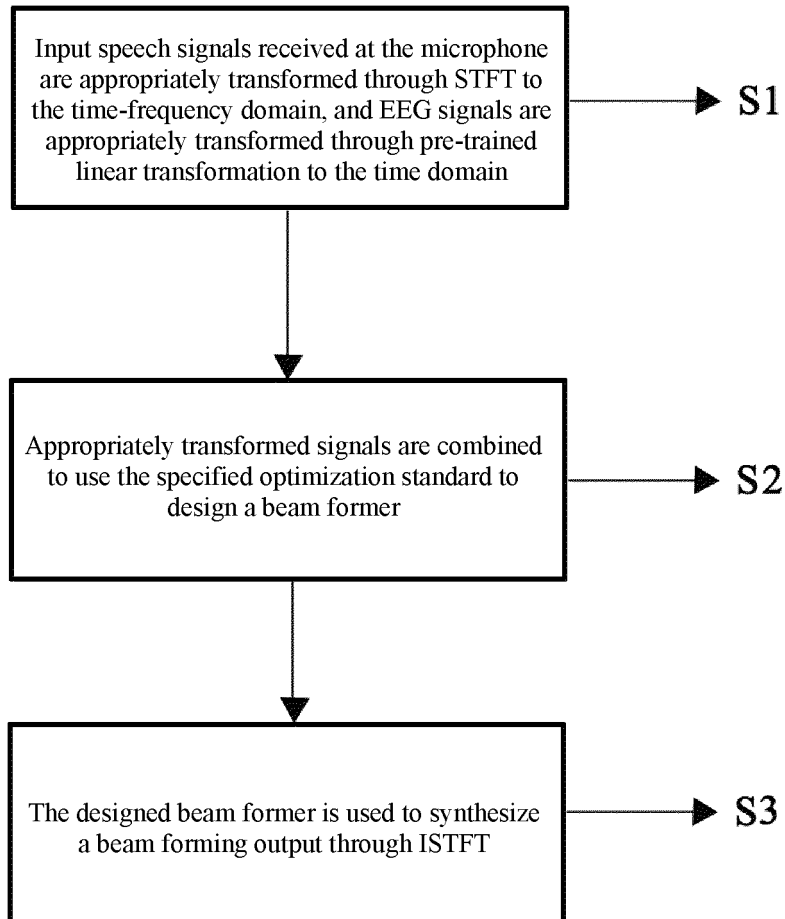 Input speech signals received at the microphone
are appropriately transformed through STFT to
the time-frequency domain, and EEG signals are
appropriately transformed through pre-trained
linear transformation to the time domain
S1
Appropriately transformed signals are combined
to use the specified optimization standard to
design a beam former
S2
The designed beam former is used to synthesize
a beam forming output through ISTFT
S3